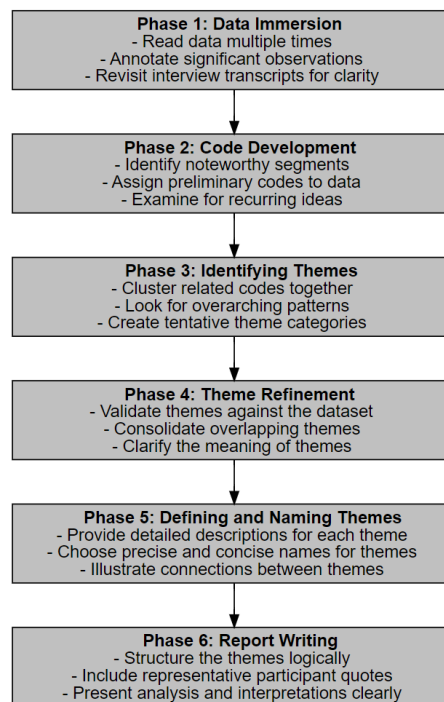 Phase 1: Data Immersion
- Read data multiple times
- Annotate significant observations
- Revisit interview transcripts for clarity
Phase 2: Code Development
- Identify noteworthy segments
- Assign preliminary codes to data
- Examine for recurring ideas
Phase 3: Identifying Themes
- Cluster related codes together
- Look for overarching patterns
- Create tentative theme categories
Phase 4: Theme Refinement
- Validate themes against the dataset
- Consolidate overlapping themes
- Clarify the meaning of themes
Phase 5: Defining and Naming Themes
- Provide detailed descriptions for each theme
- Choose precise and concise names for themes
- Illustrate connections between themes
Phase 6: Report Writing
- Structure the themes logically
- Include representative participant quotes
- Present analysis and interpretations clearly